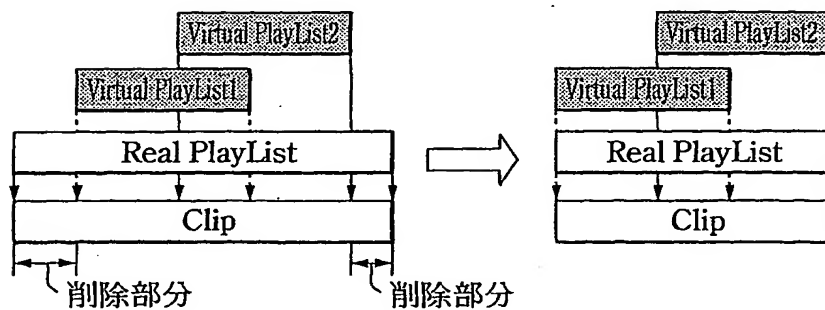 Virtual PlayList2
Virtual PlayList1
Real PlayList
Clip
削除部分
削除部分
Virtual PlayList2
Virtual PlayList1
Real PlayList
Clip